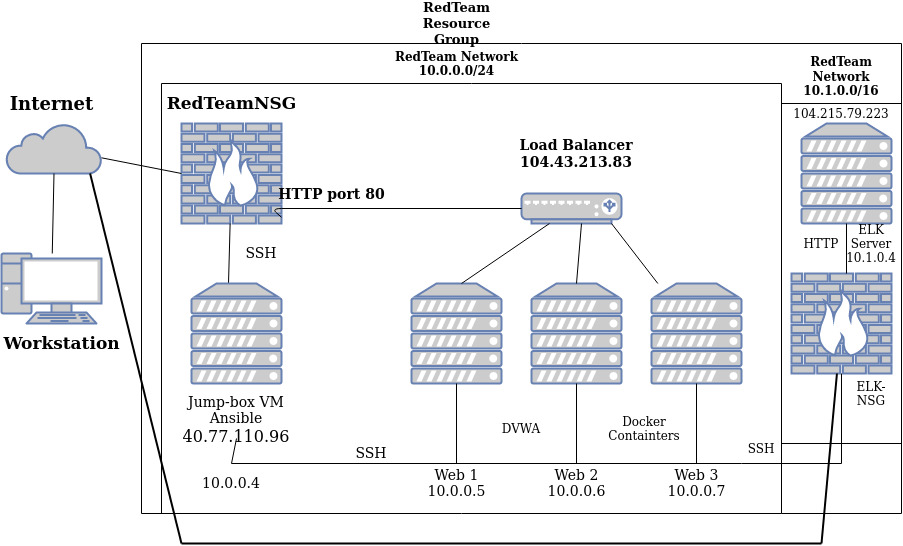 RedTeam
Resource
Group
RedTeam Network
10.0.0.0/24
RedTeam
Network
10.1.0.0/16
Internet
RedTeamNSG
104.215.79.223
Load Balancer
104.43.213.83
HTTP port 80
SSH
HTTP
ELK
Server
10.1.0.4
Workstation
Jump-box VM
Ansible
40.77.110.96
ELK-
NSG
DVWA
Docker
Containters
SSH
SSH
10.0.0.4
Web 1
10.0.0.5
Web 2
10.0.0.6
Web 3
10.0.0.7